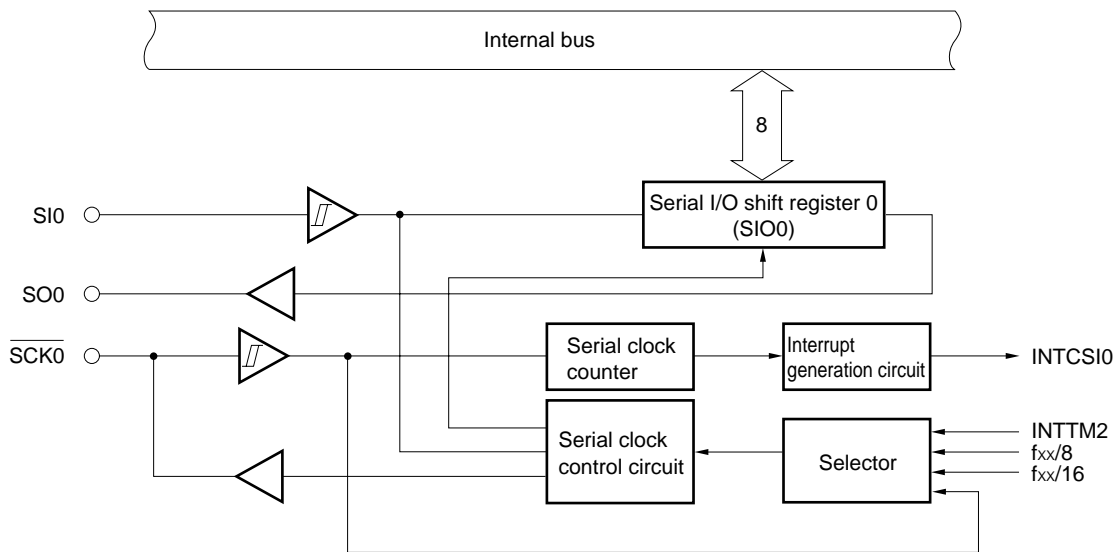 Internal bus
8
SI0
Serial I/O shift register 0
(SIO0)
SO0
SCK0
Serial clock
counter
Interrupt
generation circuit
INTCSI0
Serial clock
control circuit
Selector
INTTM2
fxx/8
fxx/16